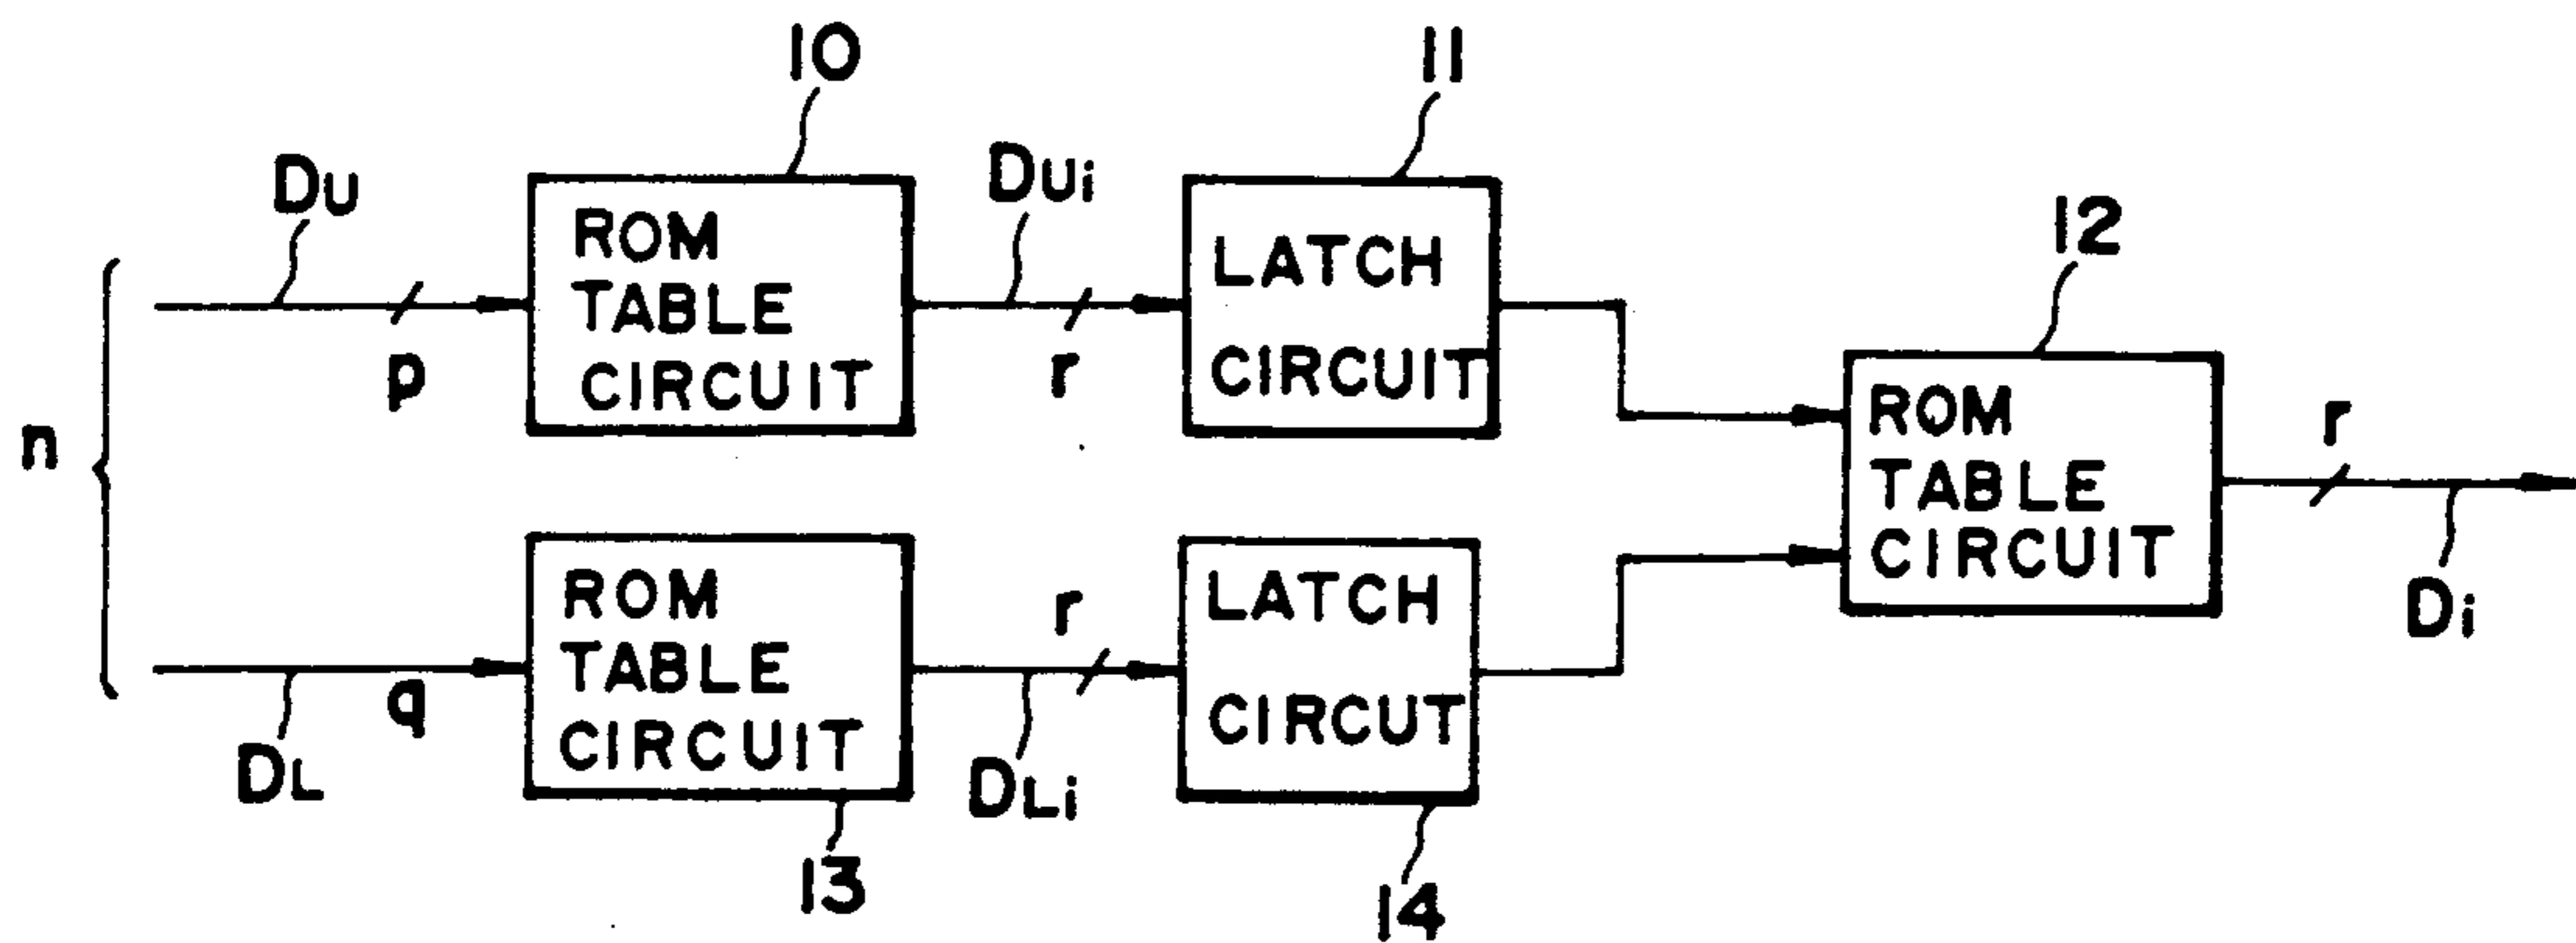 10
11
DU
DUi
12
ROM
TABLE
CIRCUIT
LATCH
CIRCUIT
p
r
n
ROM
TABLE
CIRCUIT
r
Di
ROM
TABLE
CIRCUIT
r
LATCH
CIRCUT
q
DL
DLi
13
14